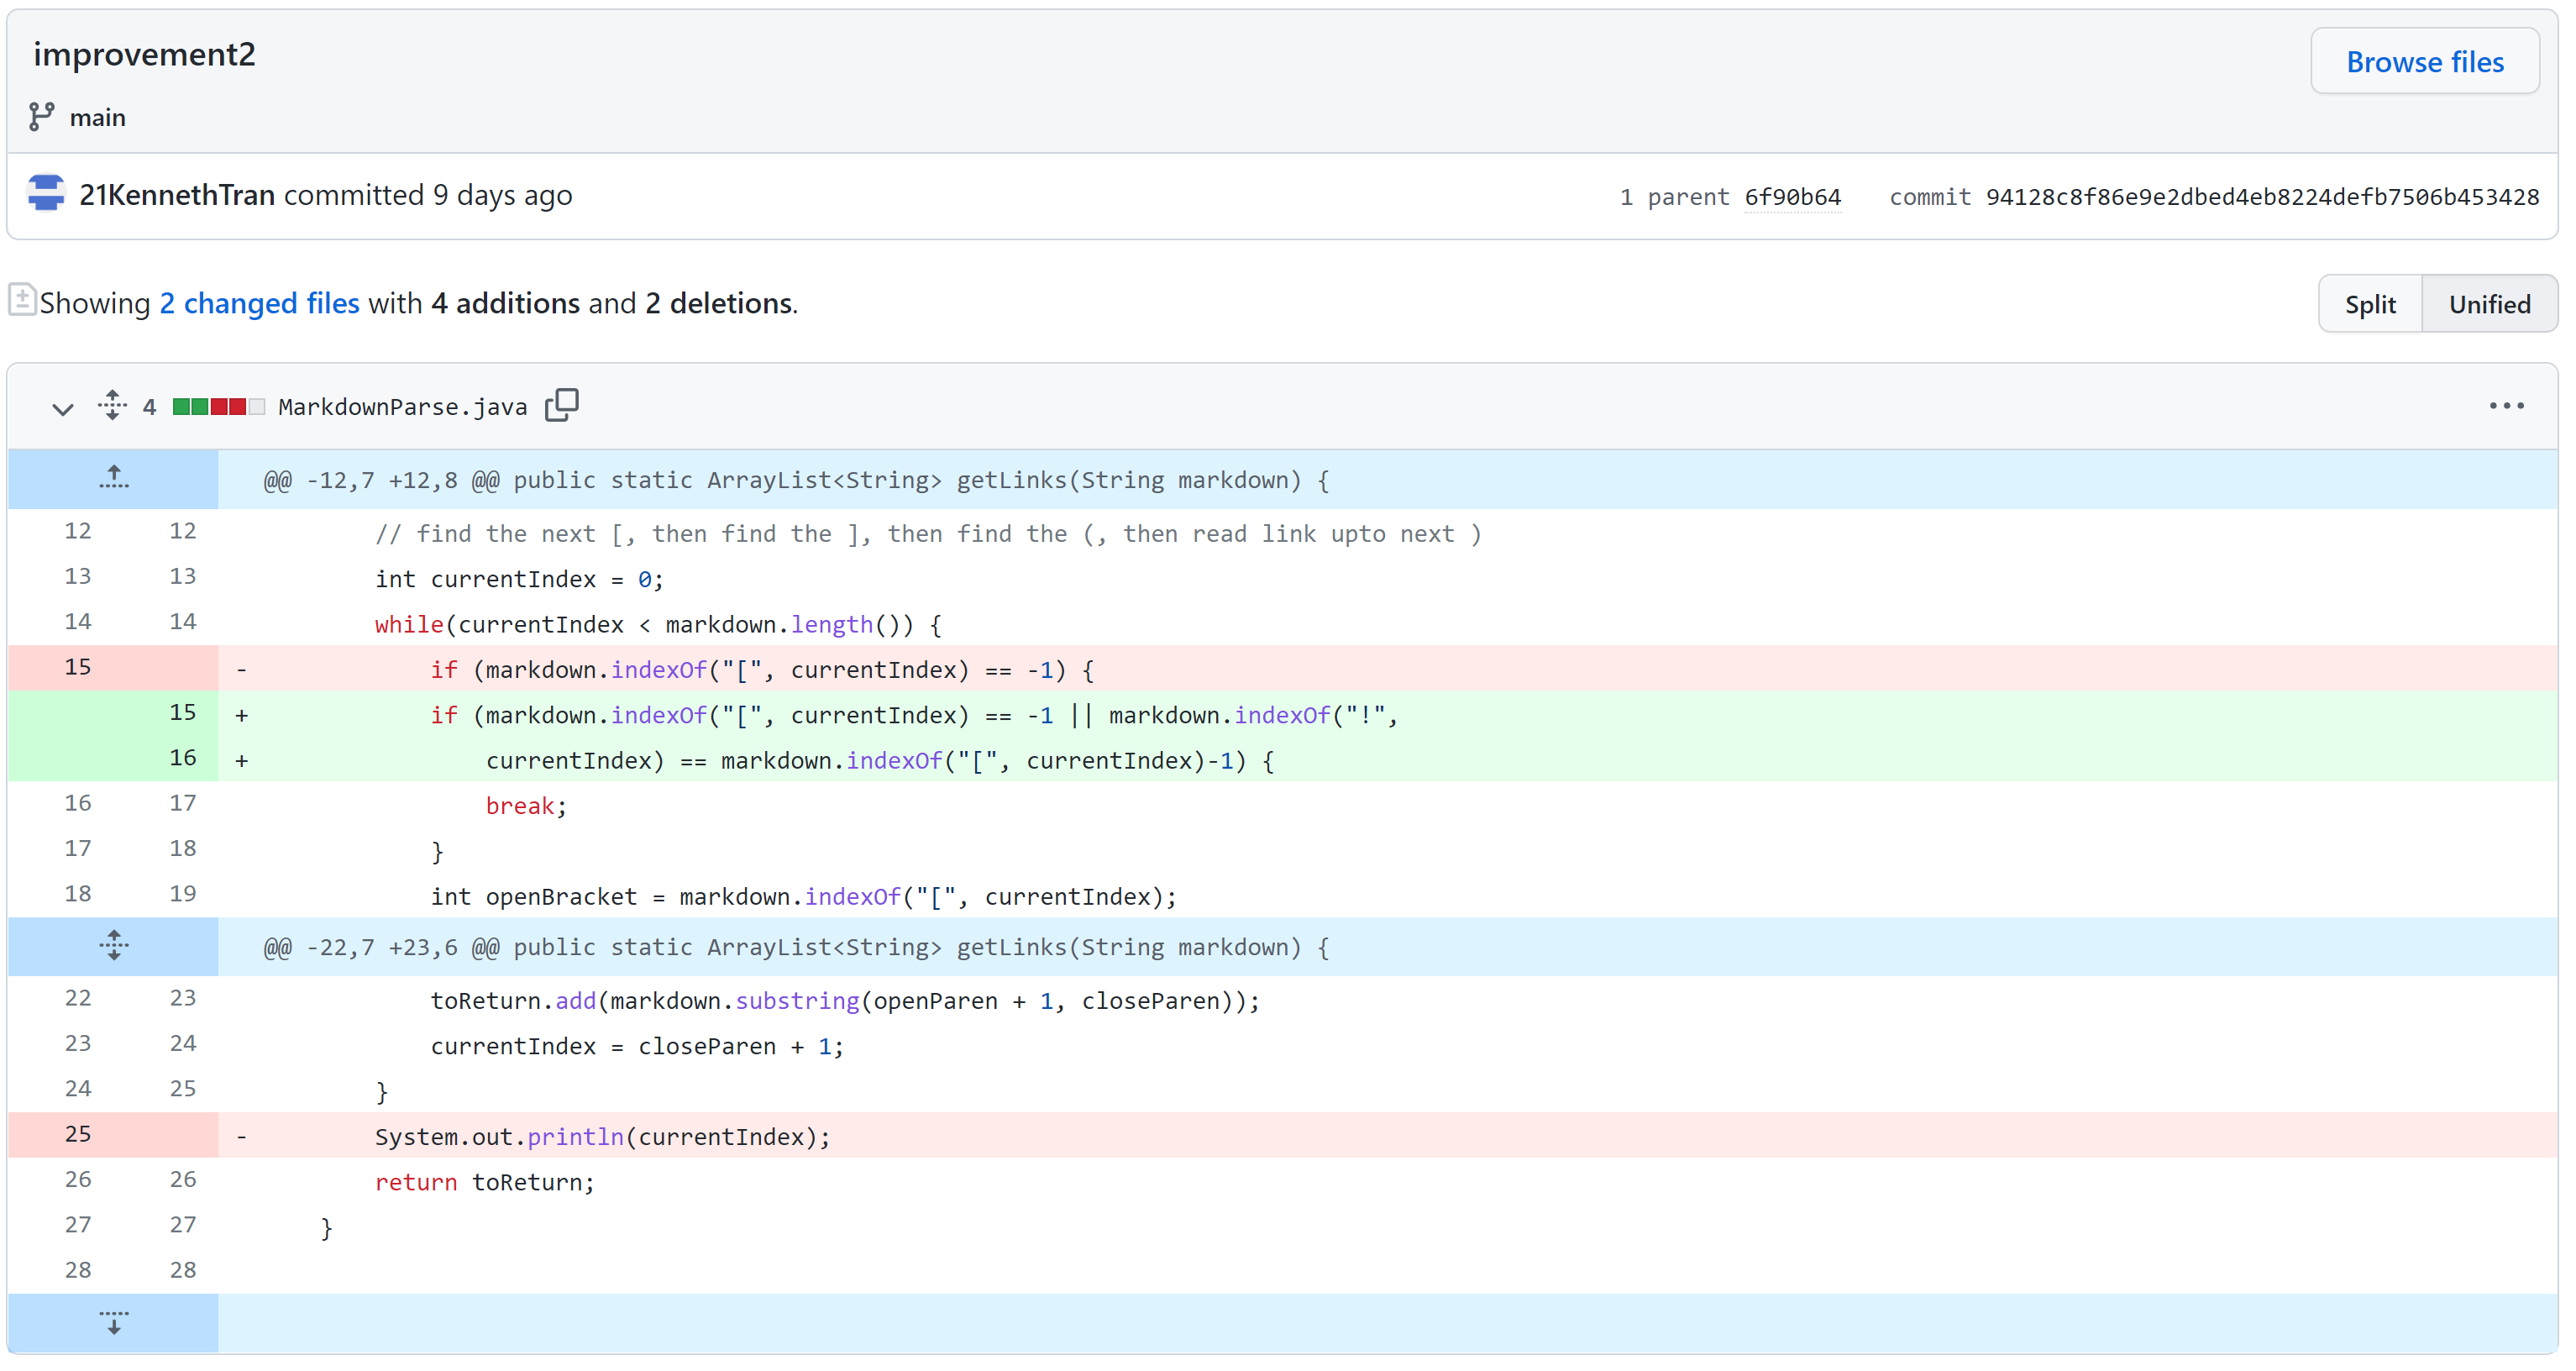 improvement2
Browse files
main
21KennethTran committed 9 days ago
1 parent 6f90b64 commit 94128c8f86e9e2dbed4eb8224defb7506b453428
Showing 2 changed files with 4 additions and 2 deletions.
Split Unified
4 MarkdownParse.java
@@ -12,7 +12,8 @@ public static ArrayList<String> getLinks(String markdown) {
12 12 // find the next [, then find the ], then find the (, then read link upto next )
13 13 int currentIndex = 0;
14 14 while(currentIndex < markdown.length()) {
15 - if (markdown.indexOf("[", currentIndex) == -1) {
15 + if (markdown.indexOf("[", currentIndex) == -1 || markdown.indexOf("!",
16 + currentIndex) == markdown.indexOf("[", currentIndex)-1) {
16 17 break;
17 18 }
18 19 int openBracket = markdown.indexOf("[", currentIndex);
@@ -22,7 +23,6 @@ public static ArrayList<String> getLinks(String markdown) {
22 23 toReturn.add(markdown.substring(openParen + 1, closeParen));
23 24 currentIndex = closeParen + 1;
24 25 }
25 - System.out.println(currentIndex);
26 26 return toReturn;
27 27 }
28 28